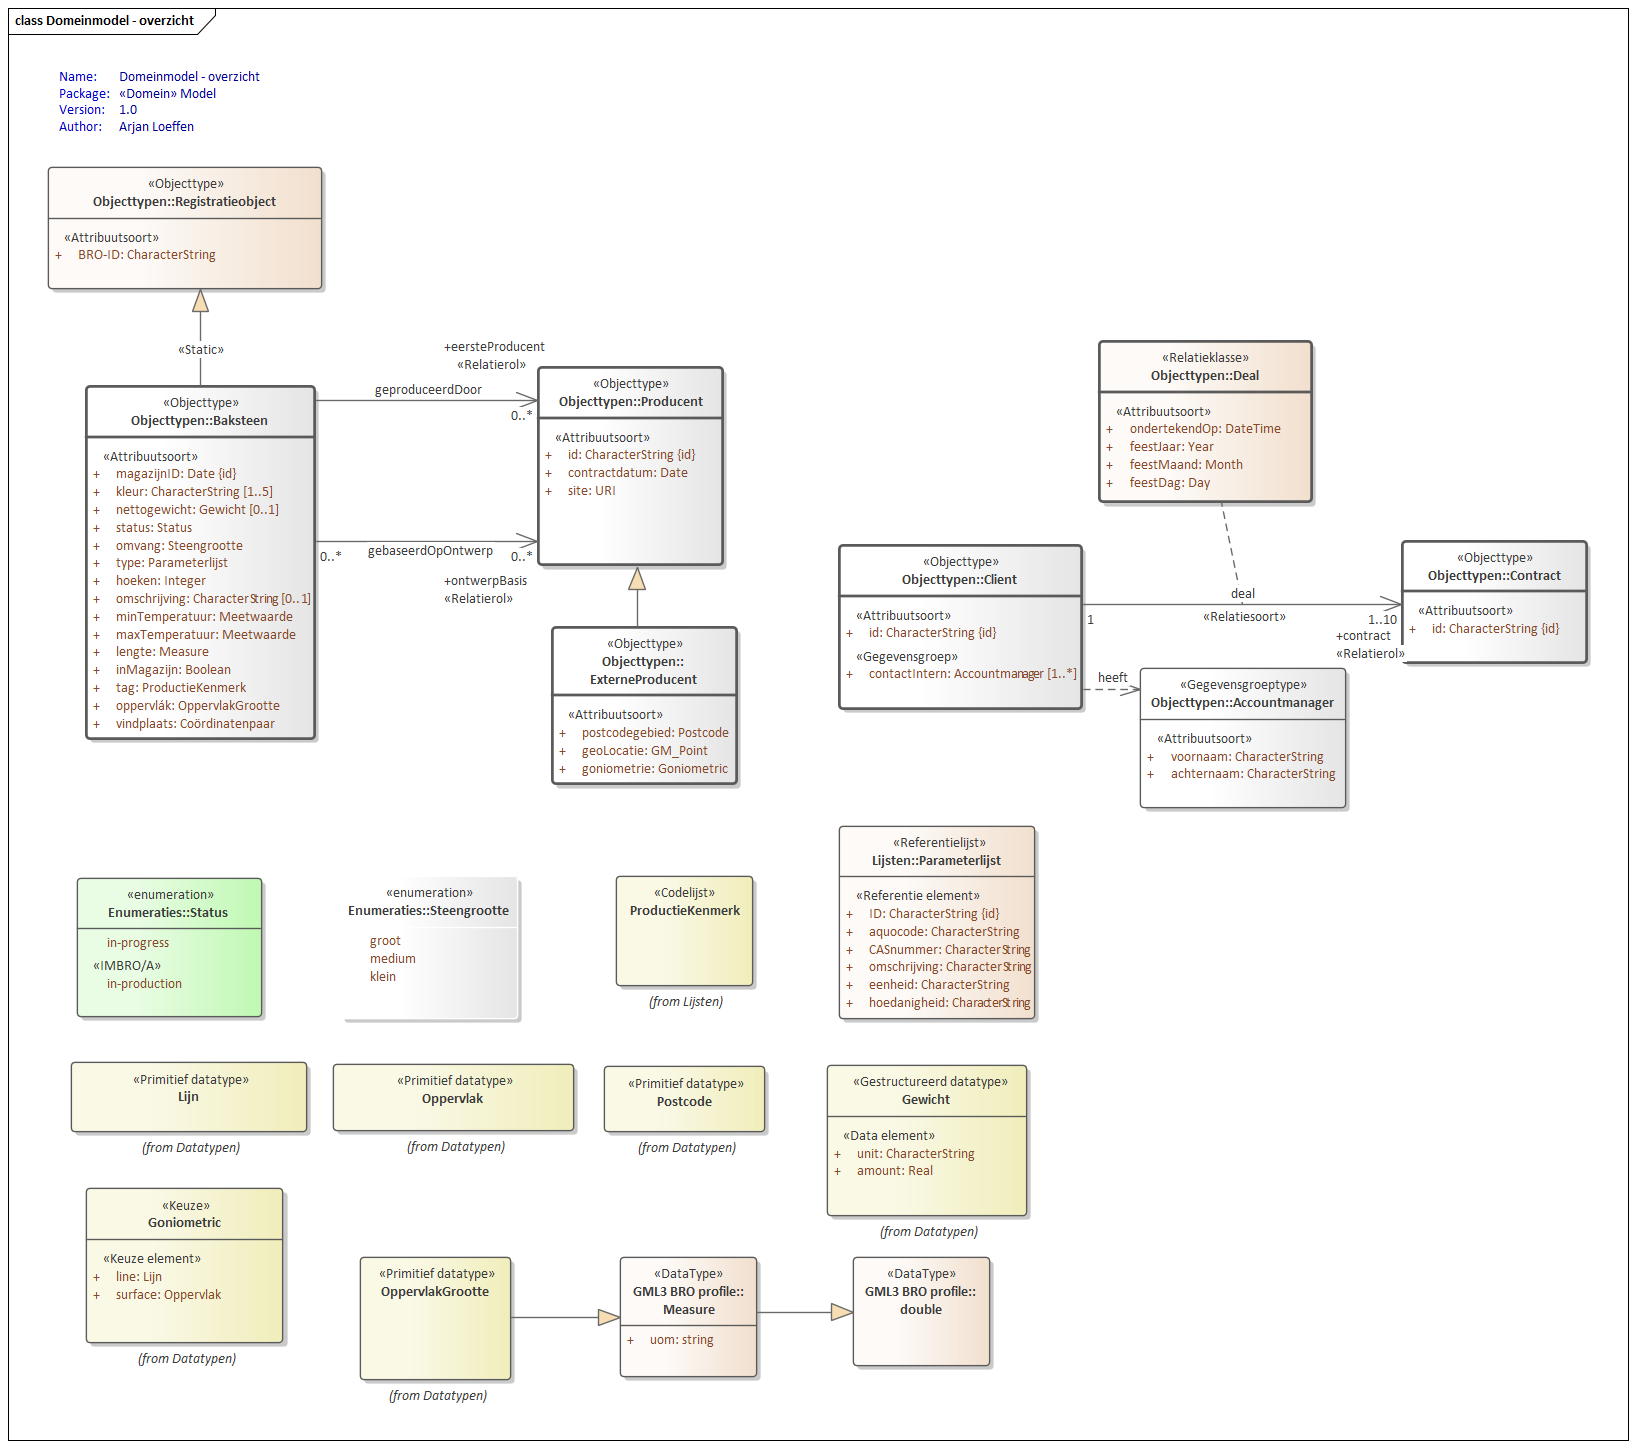 class Domeinmodel - overzicht
Name: Domeinmodel - overzicht
Package: «Domein» Model
Version: 1.0
Author: Arjan Loeffen
«Objecttype»
Objecttypen::Registratieobject
«Attribuutsoort»
+ BRO-ID: CharacterString
«Static»
«Objecttype»
Objecttypen::Baksteen
«Attribuutsoort»
+ magazijnID: Date {id}
+ kleur: CharacterString [1..5]
+ nettogewicht: Gewicht [0..1]
+ status: Status
+ omvang: Steengrootte
+ type: Parameterlijst
+ hoeken: Integer
+ omschrijving: CharacterString [0..1]
+ minTemperatuur: Meetwaarde
+ maxTemperatuur: Meetwaarde
+ lengte: Measure
+ inMagazijn: Boolean
+ tag: ProductieKenmerk
+ oppervlák: OppervlakGrootte
+ vindplaats: Coördinatenpaar
+eersteProducent
«Relatierol»
geproduceerdDoor
0..*
0..*
gebaseerdOpOntwerp
0..*
+ontwerpBasis
«Relatierol»
«Objecttype»
Objecttypen::Producent
«Attribuutsoort»
+ id: CharacterString {id}
+ contractdatum: Date
+ site: URI
«Objecttype»
Objecttypen::
ExterneProducent
«Attribuutsoort»
+ postcodegebied: Postcode
+ geoLocatie: GM_Point
+ goniometrie: Goniometric
«Relatieklasse»
Objecttypen::Deal
«Attribuutsoort»
+ ondertekendOp: DateTime
+ feestJaar: Year
+ feestMaand: Month
+ feestDag: Day
«Objecttype»
Objecttypen::Client
«Attribuutsoort»
+ id: CharacterString {id}
«Gegevensgroep»
+ contactIntern: Accountmanager [1..*]
deal
1
«Relatiesoort»
1..10
+contract
«Relatierol»
«Objecttype»
Objecttypen::Contract
«Attribuutsoort»
+ id: CharacterString {id}
heeft
«Gegevensgroeptype»
Objecttypen::Accountmanager
«Attribuutsoort»
+ voornaam: CharacterString
+ achternaam: CharacterString
«enumeration»
Enumeraties::Status
in-progress
«IMBRO/A»
in-production
«enumeration»
Enumeraties::Steengrootte
groot
medium
klein
«Codelijst»
ProductieKenmerk
(from Lijsten)
«Referentielijst»
Lijsten::Parameterlijst
«Referentie element»
+ ID: CharacterString {id}
+ aquocode: CharacterString
+ CASnummer: CharacterString
+ omschrijving: CharacterString
+ eenheid: CharacterString
+ hoedanigheid: CharacterString
«Primitief datatype»
Lijn
(from Datatypen)
«Primitief datatype»
Oppervlak
(from Datatypen)
«Primitief datatype»
Postcode
(from Datatypen)
«Gestructureerd datatype»
Gewicht
«Data element»
+ unit: CharacterString
+ amount: Real
(from Datatypen)
«Keuze»
Goniometric
«Keuze element»
+ line: Lijn
+ surface: Oppervlak
(from Datatypen)
«Primitief datatype»
OppervlakGrootte
(from Datatypen)
«DataType»
GML3 BRO profile::
Measure
+ uom: string
«DataType»
GML3 BRO profile::
double